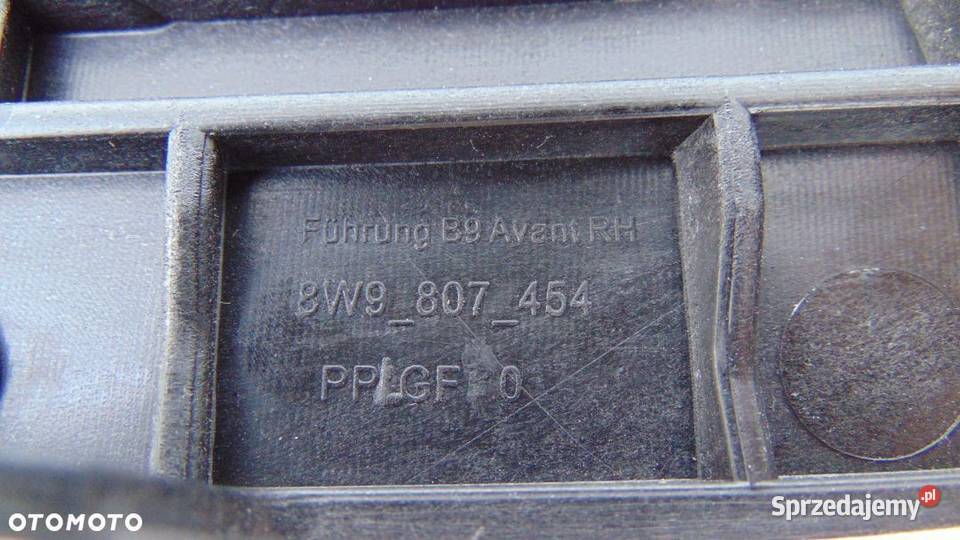 Führung B9 Avant RH
8W9_807_454
OTOMOTO
Sprzedajemy.pl